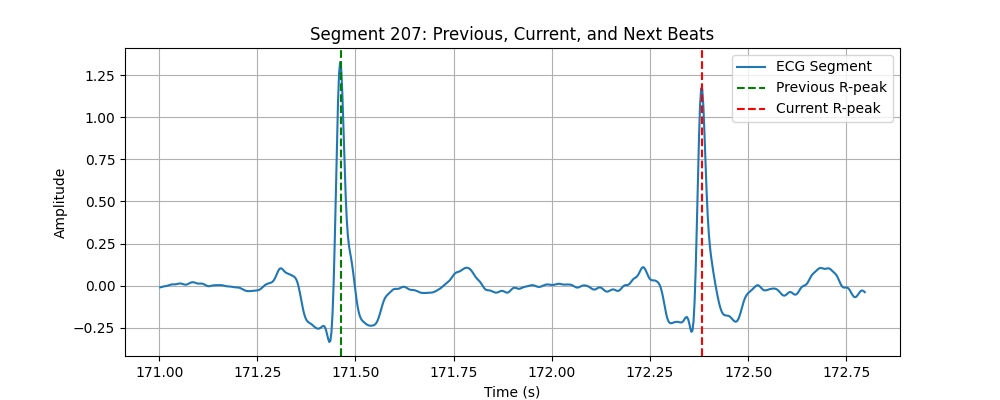 Segment 207: Previous, Current, and Next Beats
ECG Segment
Previous R-peak
Current R-peak
Amplitude
1.25
1.00
0.75
0.50
0.25
0.00
−0.25
171.00 171.25 171.50 171.75 172.00 172.25 172.50 172.75
Time (s)